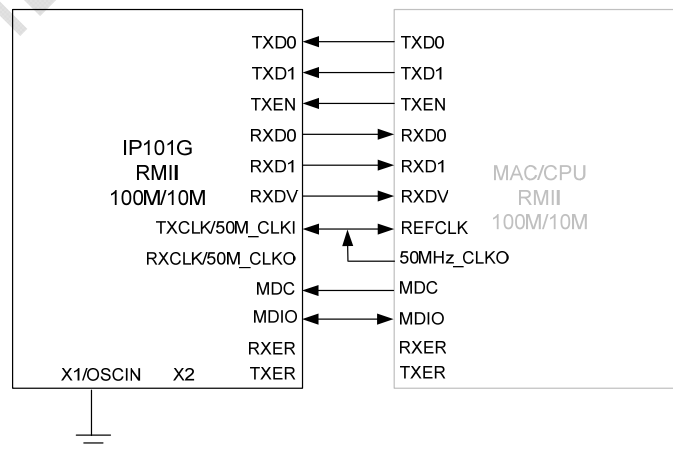 TXD0
TXD1
TXEN
RXD0
RXD1
RXDV
TXCLK/50M_CLKI
RXCLK/50M_CLKO
MDC
MDIO
RXER
TXER
IP101G
RMII
100M/10M
X1/OSCIN X2
TXD0
TXD1
TXEN
RXD0
RXD1
RXDV
REFCLK
50MHz_CLKO
MDC
MDIO
RXER
TXER
MAC/CPU
RMII
100M/10M